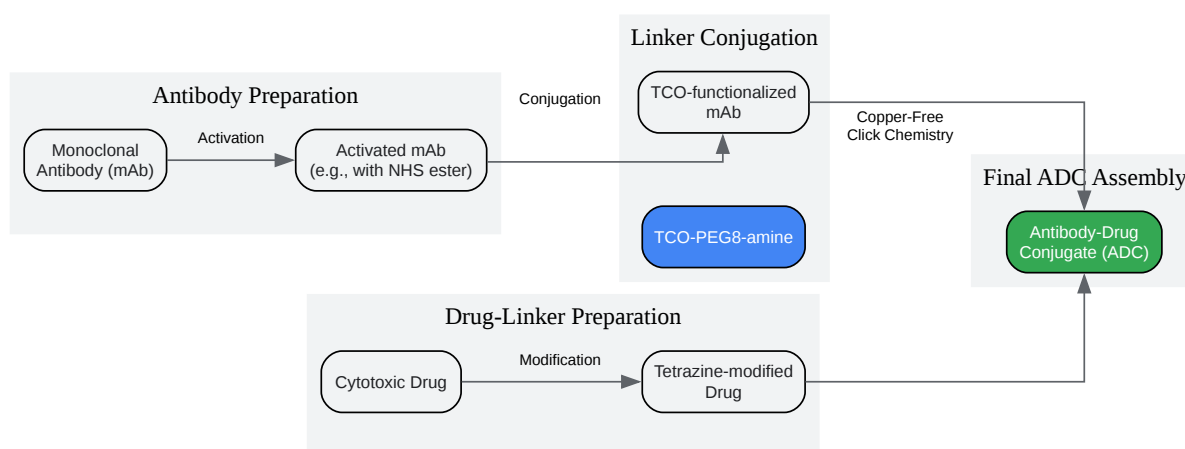 Linker Conjugation
Antibody Preparation
Conjugation
TCO-functionalized
mAb
Copper-Free
Click Chemistry
Monoclonal
Antibody (mAb)
Activation
Activated mAb
(e.g., with NHS ester)
Final ADC Assembly
TCO-PEG8-amine
Antibody-Drug
Conjugate (ADC)
Drug-Linker Preparation
Cytotoxic Drug
Modification
Tetrazine-modified
Drug